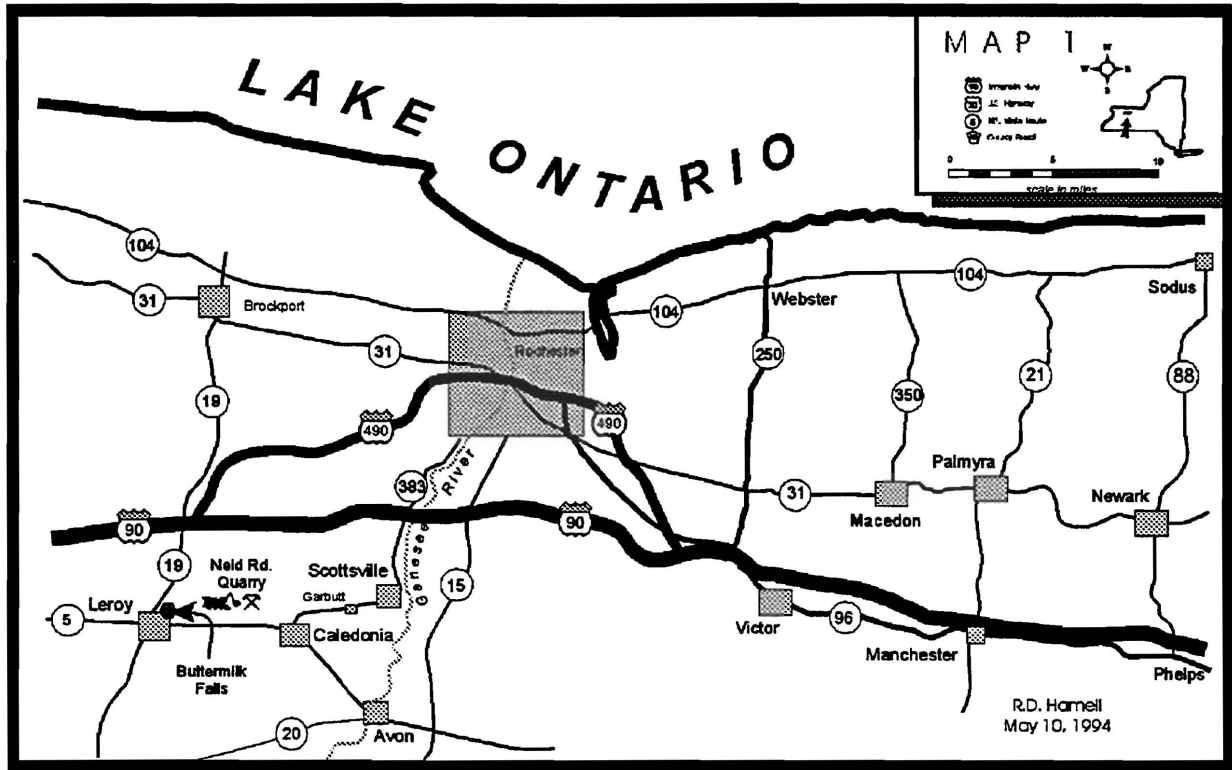 MAP 1
N
W
S
90
20
5
0
5
10
scale in miles
LAKE ONTARIO
104
104
104
Sodus
31
Brockport
Webster
31
Rochester
250
21
88
19
350
490
490
Palmyra
383
Genesee River
31
Newark
Macedon
90
90
19
Neid Rd.
Quarry
Scottsville
15
Leroy
Garbutt
5
Caledonia
Victor
96
Manchester
Buttermilk
Falls
Phelps
20
Avon
R.D. Hamell
May 10, 1994